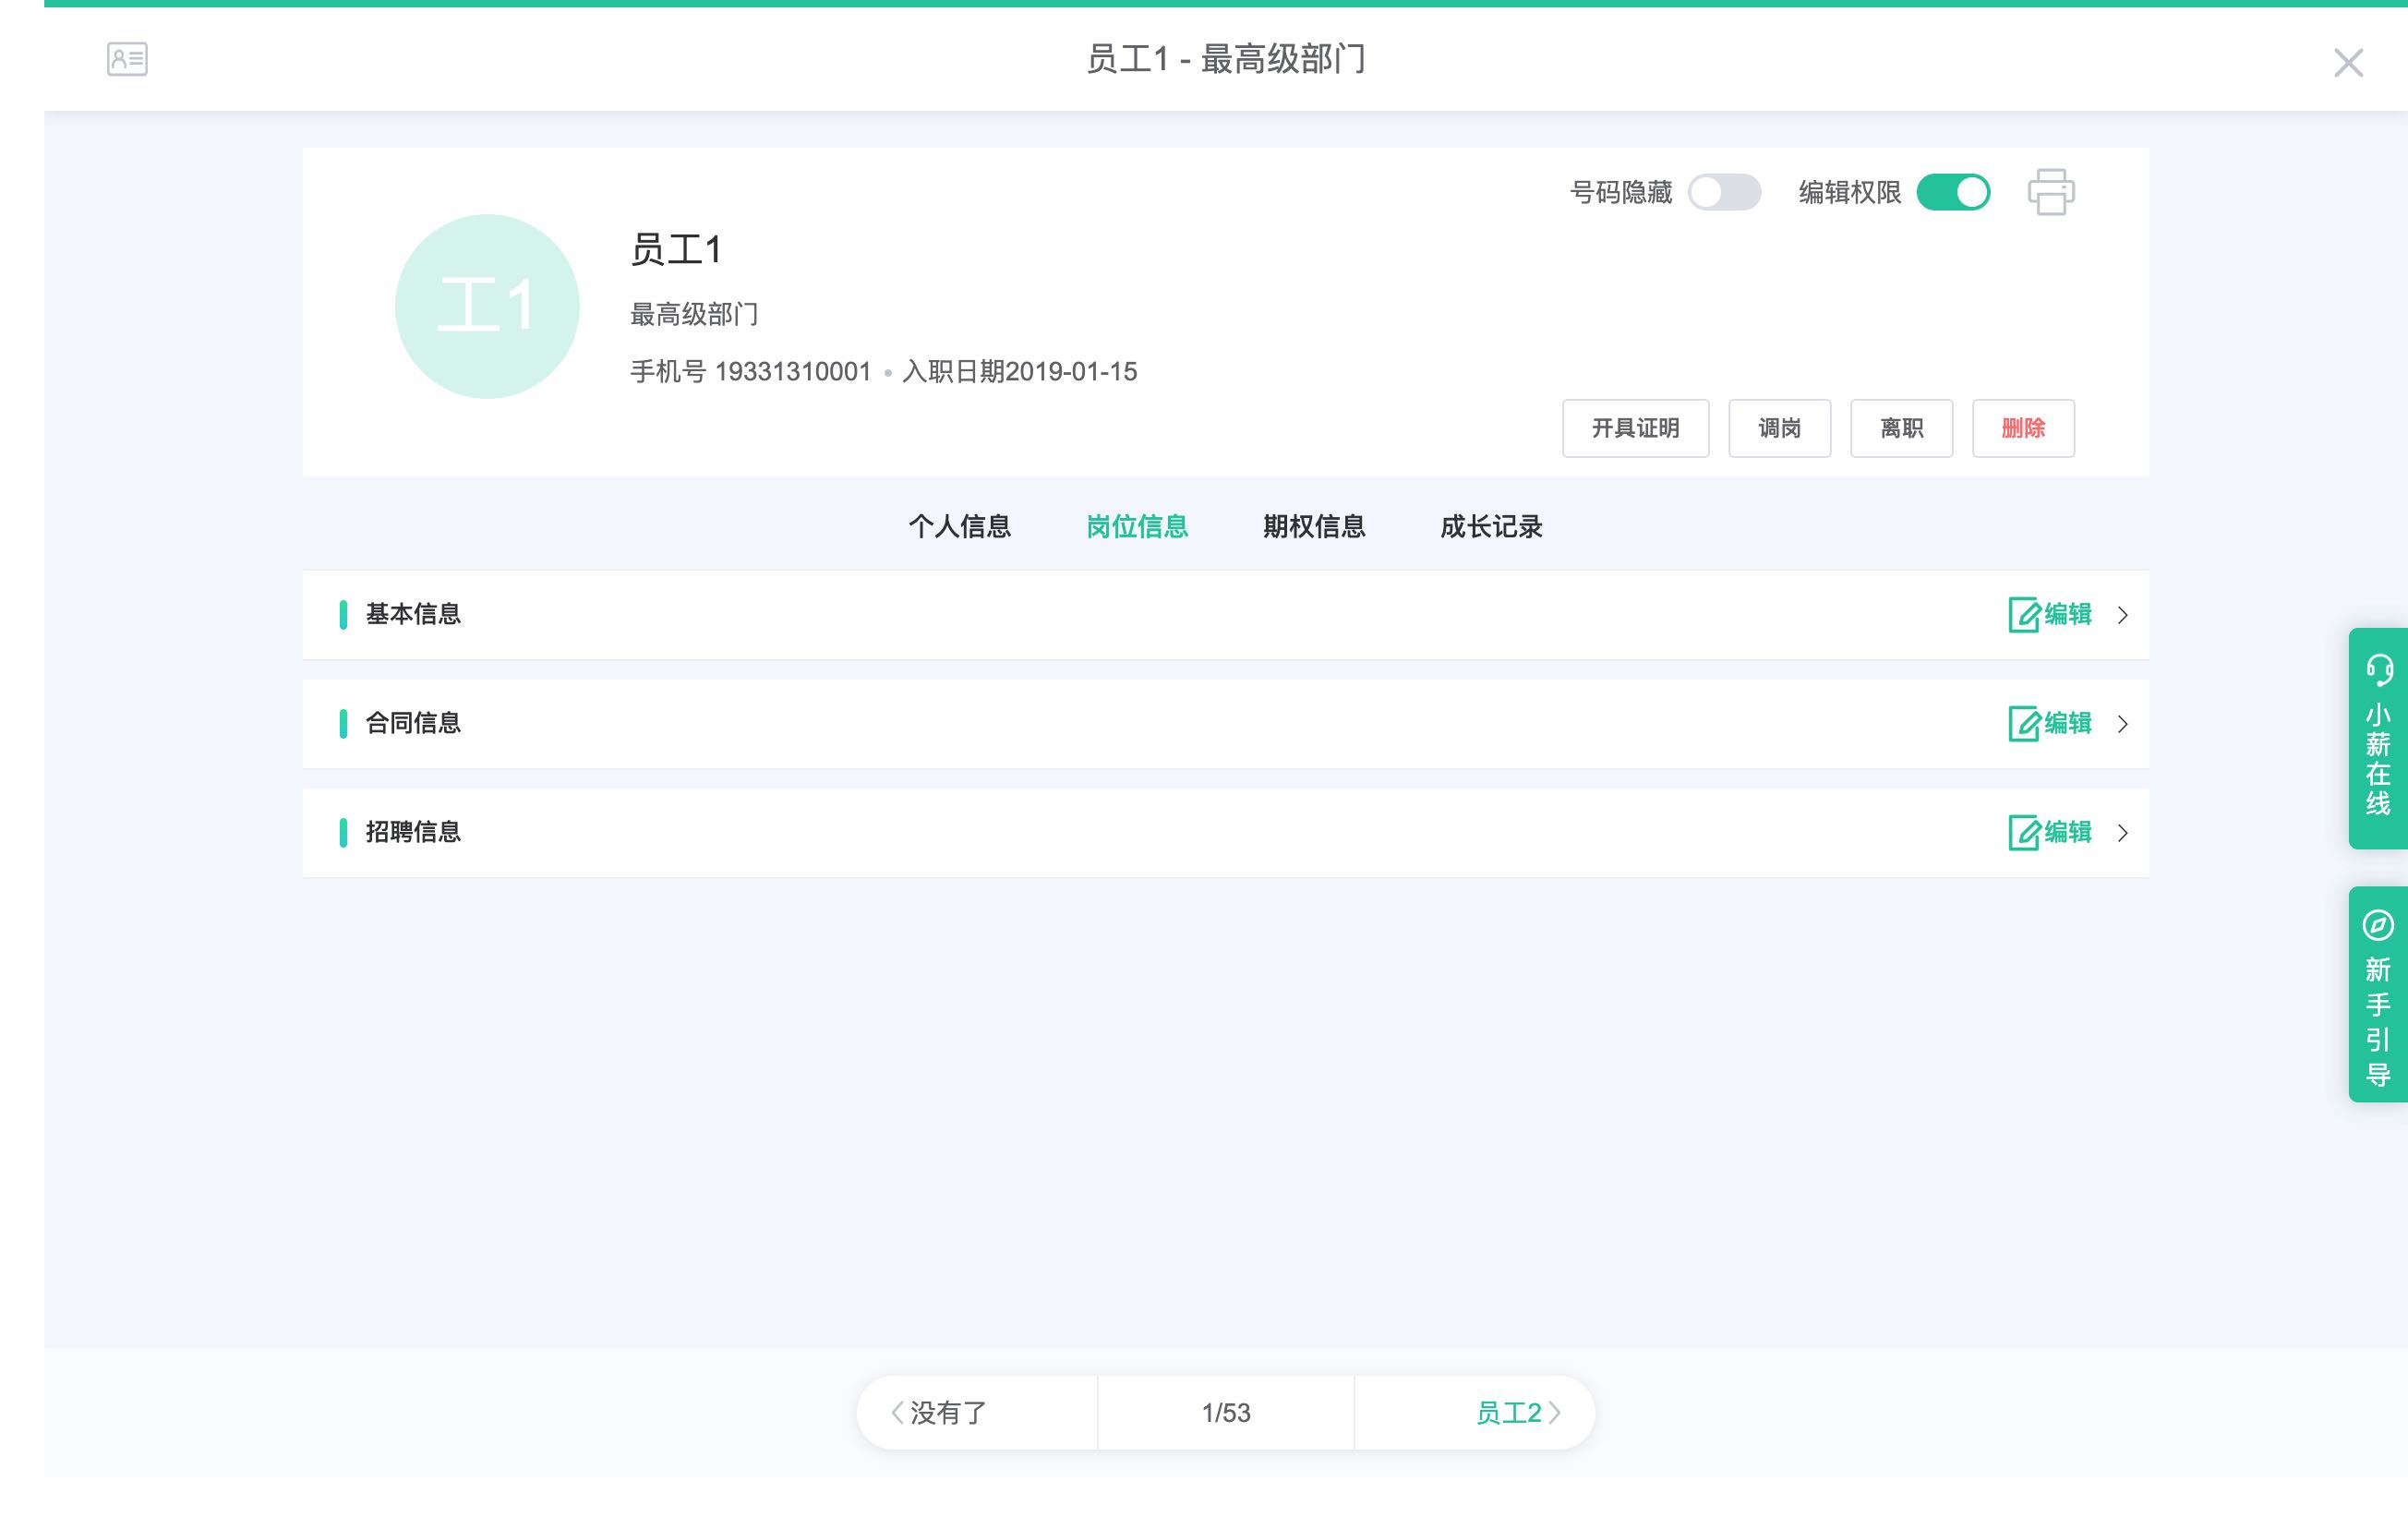 员工1 - 最高级部门
号码隐藏 编辑权限
工1
员工1
最高级部门
手机号 19331310001 • 入职日期2019-01-15
开具证明 调岗 离职 删除
个人信息 岗位信息 期权信息 成长记录
基本信息 编辑
合同信息 编辑
招聘信息 编辑
小薪在线
新手引导
没有了 1/53 员工2